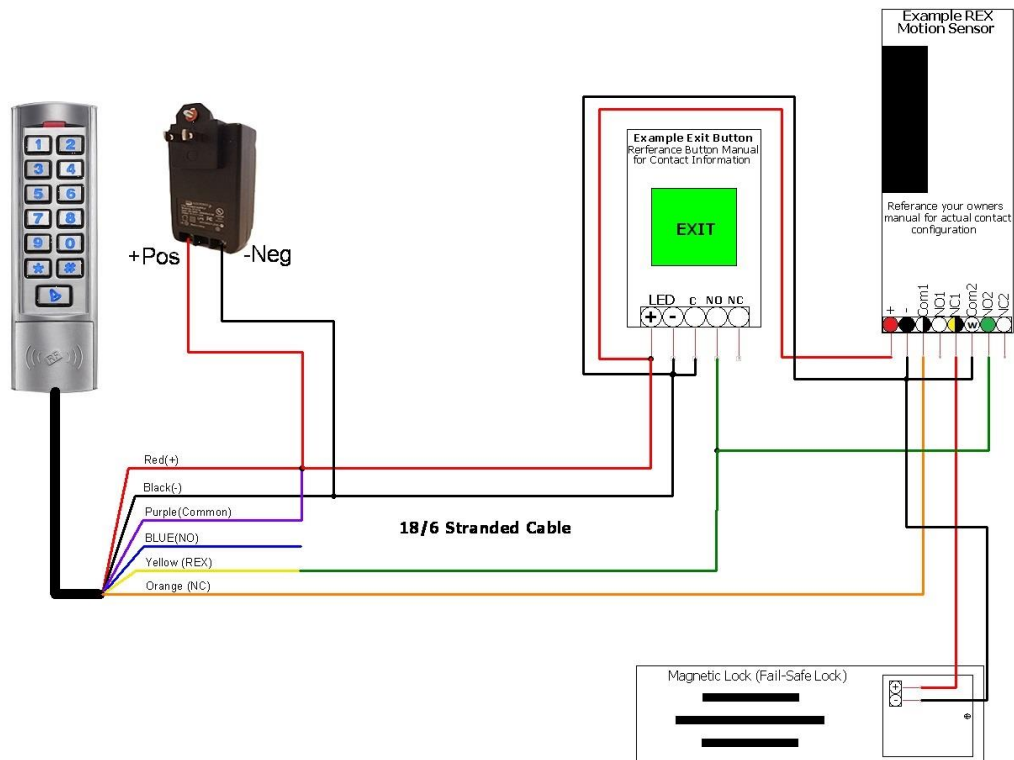 Example REX
Motion Sensor
Example Exit Button
Rerferance Button Manual
for Contact Information
1 2
3 4
5 6
7 8
9 0
* #
EXIT
Referance your owners
manual for actual contact
configuration
+Pos
-Neg
LED C NO NC
+ -
+ - Com1 NO1 NC1 Com2 NO2 NC2
W
Red(+)
Black(-)
Purple(Common)
18/6 Stranded Cable
BLUE(NO)
Yellow (REX)
Orange (NC)
Magnetic Lock (Fail-Safe Lock)
+
-